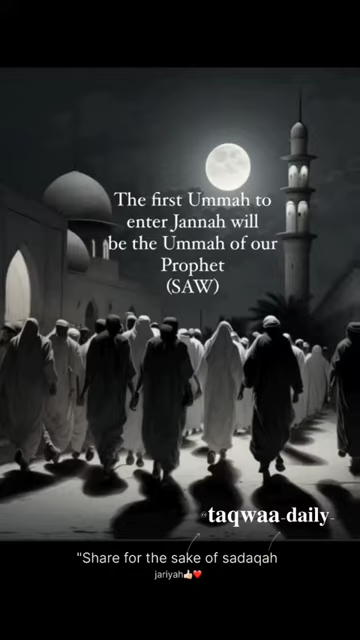 The first Ummah to
enter Jannah will
be the Ummah of our
Prophet
(SAW)
“taqwaa-daily-
"Share for the sake of sadaqah
jariyah👍🏻❤️